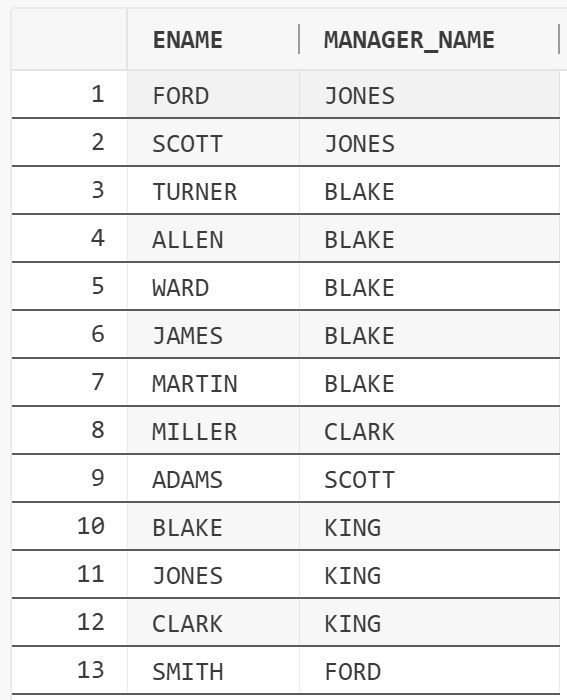 ENAME MANAGER_NAME
1 FORD JONES
2 SCOTT JONES
3 TURNER BLAKE
4 ALLEN BLAKE
5 WARD BLAKE
6 JAMES BLAKE
7 MARTIN BLAKE
8 MILLER CLARK
9 ADAMS SCOTT
10 BLAKE KING
11 JONES KING
12 CLARK KING
13 SMITH FORD